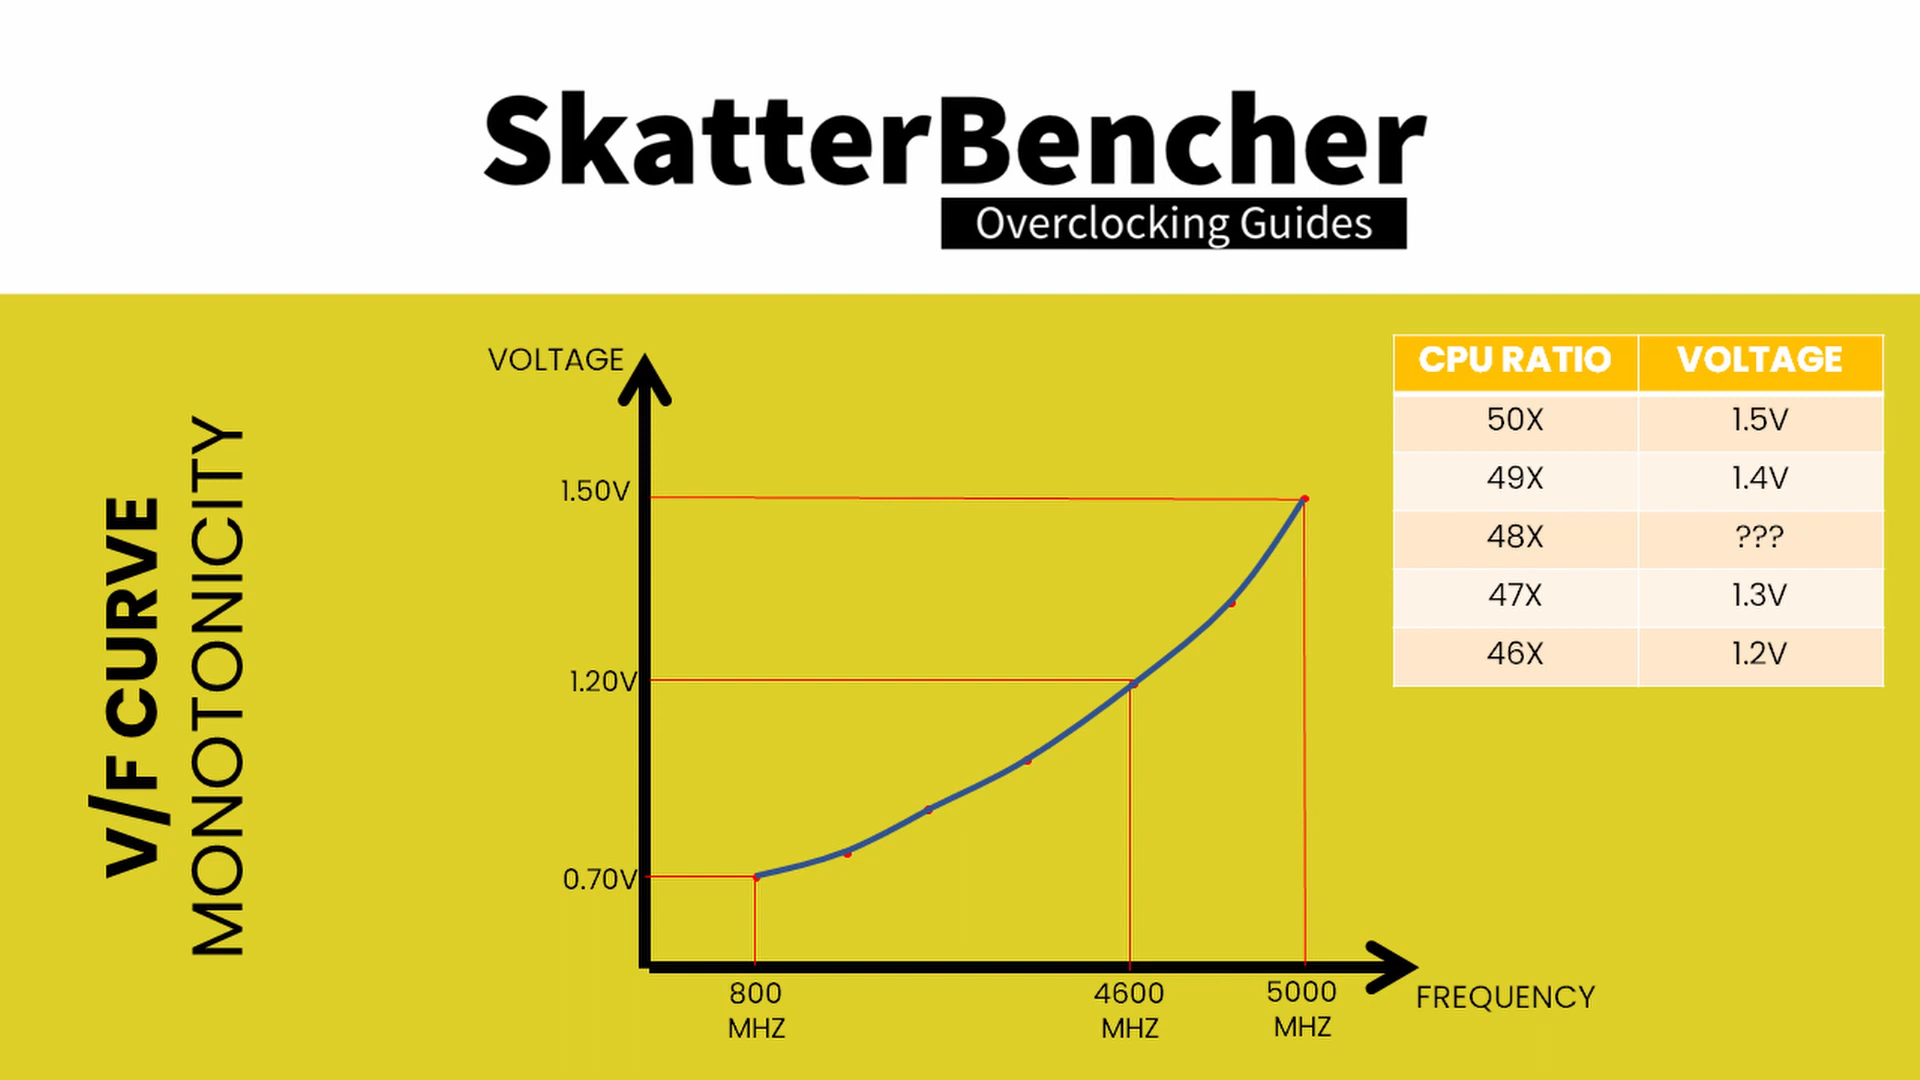 SkatterBencher
Overclocking Guides
V/F CURVE
MONOTONICITY
VOLTAGE
1.50V
1.20V
0.70V
800
MHZ
4600
MHZ
5000
MHZ
FREQUENCY
CPU RATIO VOLTAGE
50X 1.5V
49X 1.4V
48X ???
47X 1.3V
46X 1.2V